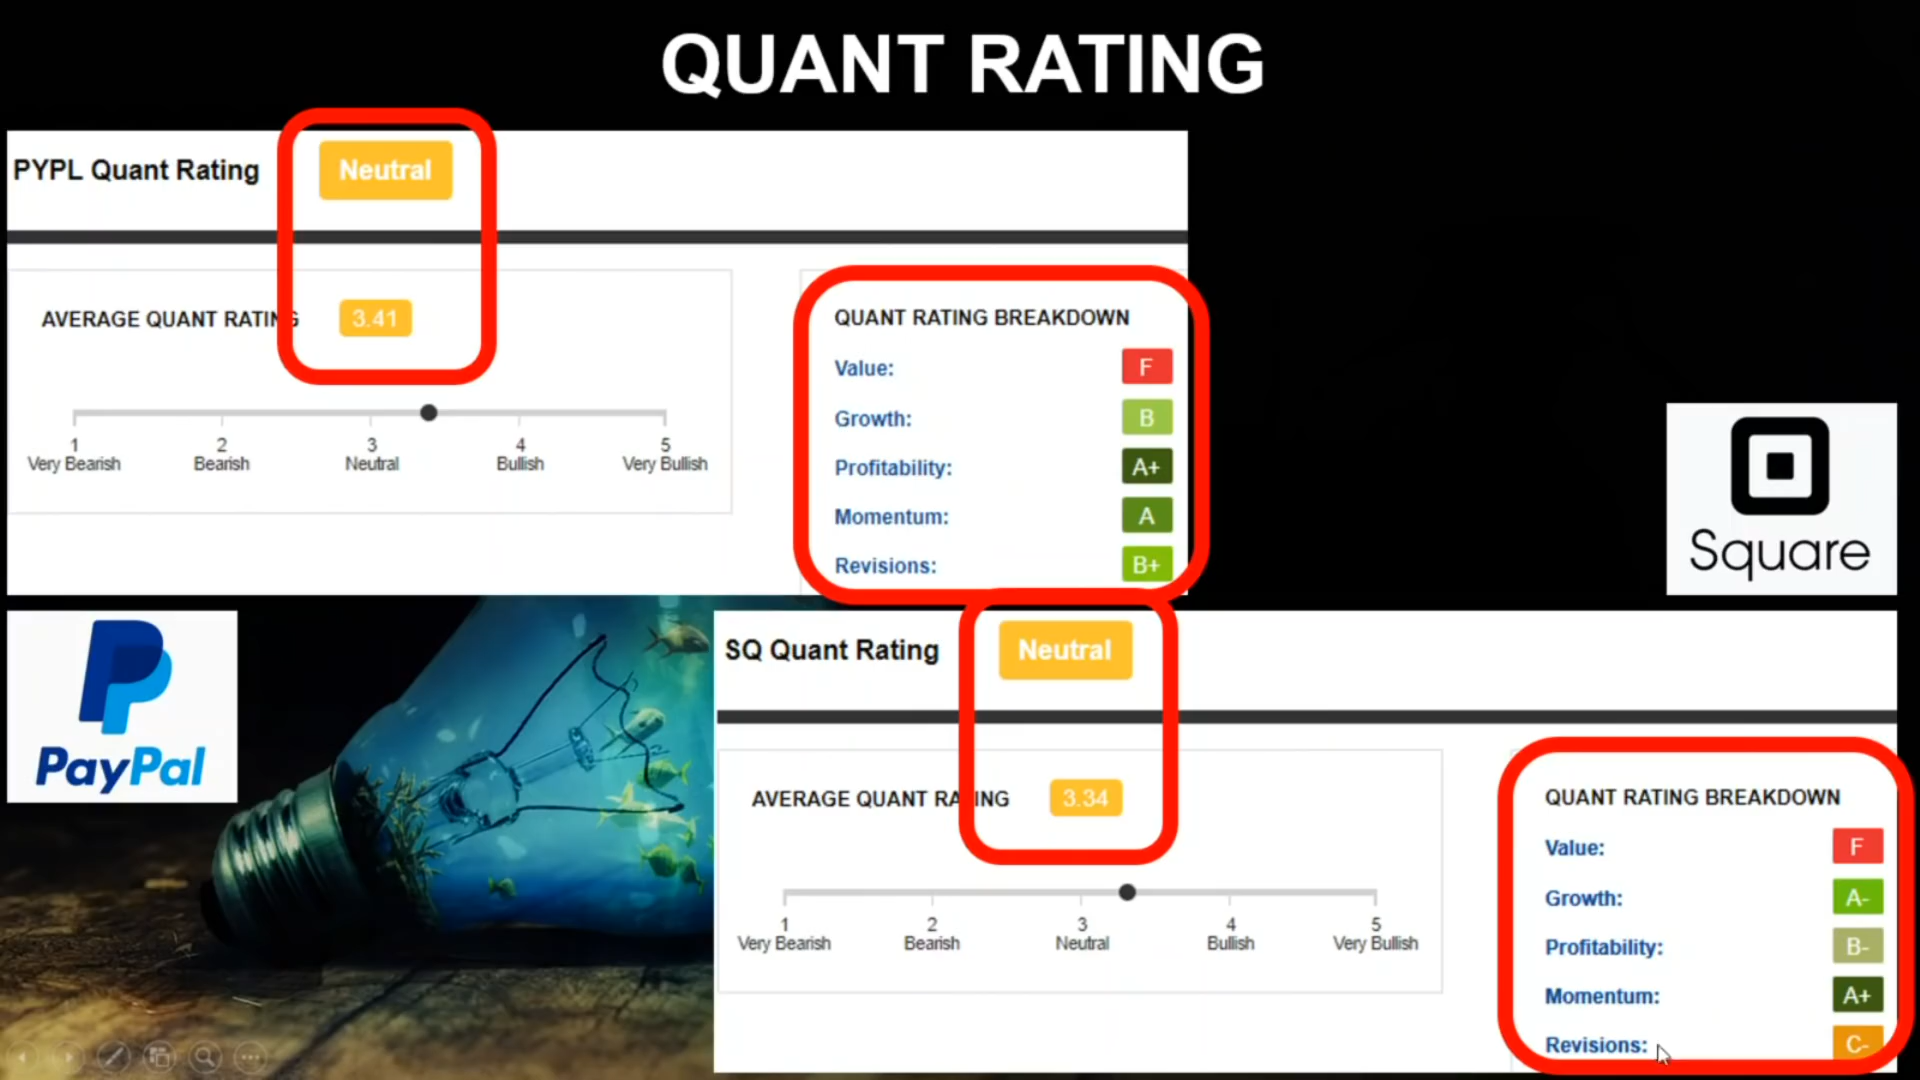 QUANT RATING
PYPL Quant Rating
Neutral
AVERAGE QUANT RATING
3.41
1 2 3 4 5
Very Bearish Bearish Neutral Bullish Very Bullish
QUANT RATING BREAKDOWN
Value: F
Growth: B
Profitability: A+
Momentum: A
Revisions: B+
Square
PayPal
SQ Quant Rating
Neutral
AVERAGE QUANT RATING
3.34
1 2 3 4 5
Very Bearish Bearish Neutral Bullish Very Bullish
QUANT RATING BREAKDOWN
Value: F
Growth: A-
Profitability: B-
Momentum: A+
Revisions: C-